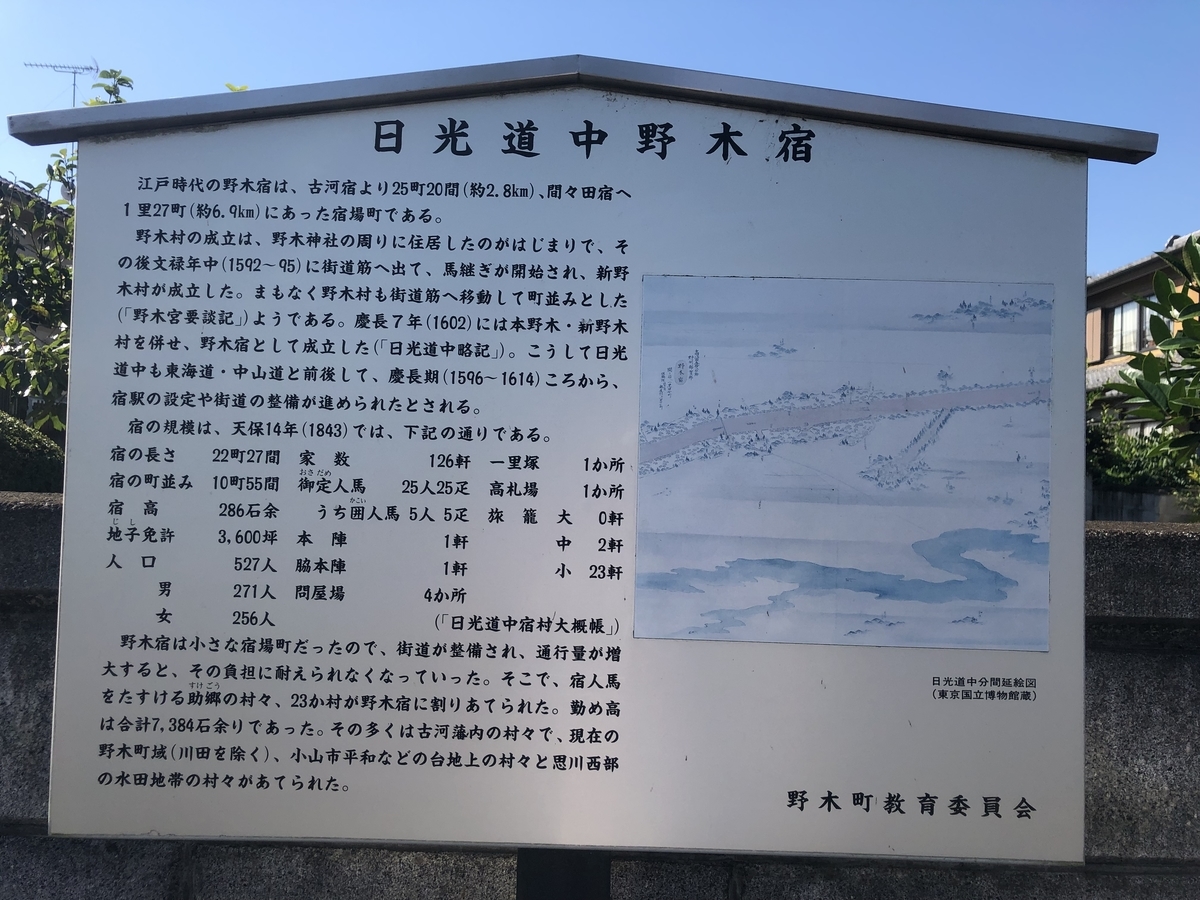 日光道中野木宿
江戸時代の野木宿は、古河宿より25町20間(約2.8km)、間々田宿へ
1里27町(約6.9km)にあった宿場町である。
野木村の成立は、野木神社の周りに住居したのがはじまりで、そ
の後文禄年中(1592〜95)に街道筋へ出て、馬継ぎが開始され、新野
木村が成立した。まもなく野木村も街道筋へ移動して町並みとした
(「野木宮要談記」)ようである。慶長7年(1602)には本野木・新野木
村を併せ、野木宿として成立した(「日光道中略記」)。こうして日光
道中も東海道・中山道と前後して、慶長期(1596〜1614)ころから、
宿駅の設定や街道の整備が進められたとされる。
宿の規模は、天保14年(1843)では、下記の通りである。
宿の長さ 22町27間 家数 126軒 一里塚 1か所
おさだめ
宿の町並み 10町55間 御定人馬 25人25疋 高札場 1か所
かこい
宿高 286石余 うち囲人馬 5人 5疋 旅籠 大 0軒
じし
地子免許 3,600坪 本陣 1軒 中 2軒
人口 527人 脇本陣 1軒 小 23軒
男 271人 問屋場 4か所
女 256人 (「日光道中宿村大概帳」)
野木宿は小さな宿場町だったので、街道が整備され、通行量が増
大すると、その負担に耐えられなくなっていった。そこで、宿人馬
すけごう
をたすける助郷の村々、23か村が野木宿に割りあてられた。勤め高
は合計7,384石余りであった。その多くは古河藩内の村々で、現在の
野木町域(川田を除く)、小山市平和などの台地上の村々と思川西部
の水田地帯の村々があてられた。
野木宿
日光道中分間延絵図
(東京国立博物館蔵)
野木町教育委員会